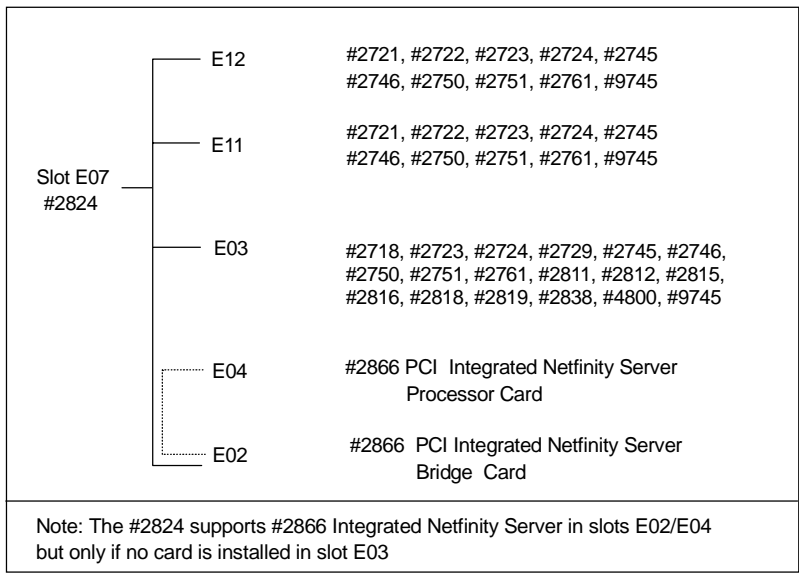 E12 #2721, #2722, #2723, #2724, #2745
#2746, #2750, #2751, #2761, #9745
E11 #2721, #2722, #2723, #2724, #2745
#2746, #2750, #2751, #2761, #9745
Slot E07
#2824
E03 #2718, #2723, #2724, #2729, #2745, #2746,
#2750, #2751, #2761, #2811, #2812, #2815,
#2816, #2818, #2819, #2838, #4800, #9745
E04 #2866 PCI Integrated Netfinity Server
Processor Card
E02 #2866 PCI Integrated Netfinity Server
Bridge Card
Note: The #2824 supports #2866 Integrated Netfinity Server in slots E02/E04
but only if no card is installed in slot E03